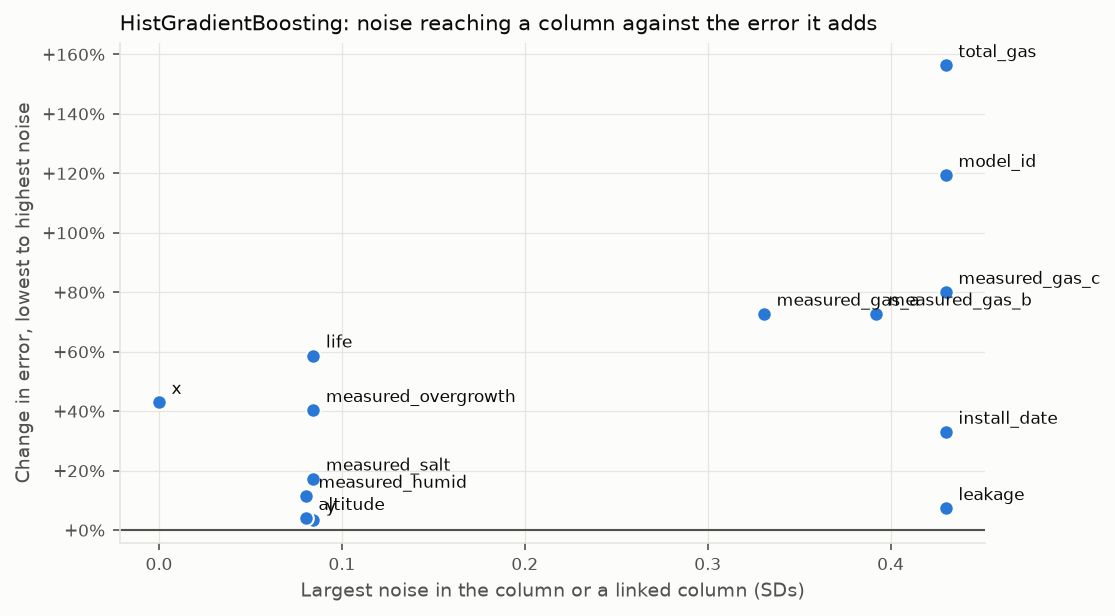 HistGradientBoosting: noise reaching a column against the error it adds
Change in error, lowest to highest noise
+160%
+140%
+120%
+100%
+80%
+60%
+40%
+20%
+0%
total_gas
model_id
measured_gas_c
measured_gas_a
measured_gas_b
life
x
measured_overgrowth
install_date
measured_salt
measured_humid
leakage
altitude
y
0.0
0.1
0.2
0.3
0.4
Largest noise in the column or a linked column (SDs)